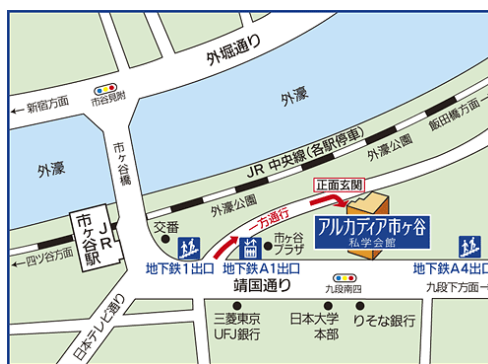 外堀通り
←新宿方面
市谷見附
外濠
飯田橋方面→
市ヶ谷橋
JR 中央線(各駅停車)
外濠公園
外濠
正面玄関
外濠公園
アルカディア市ヶ谷
私学会館
一方通行
JR
市ヶ谷駅
交番
市ヶ谷
プラザ
←四ツ谷方面
地下鉄1出口
地下鉄A1出口
地下鉄A4出口
靖国通り
九段南四
九段下方面→
日本テレビ通り
三菱東京
UFJ銀行
日本大学
本部
りそな銀行